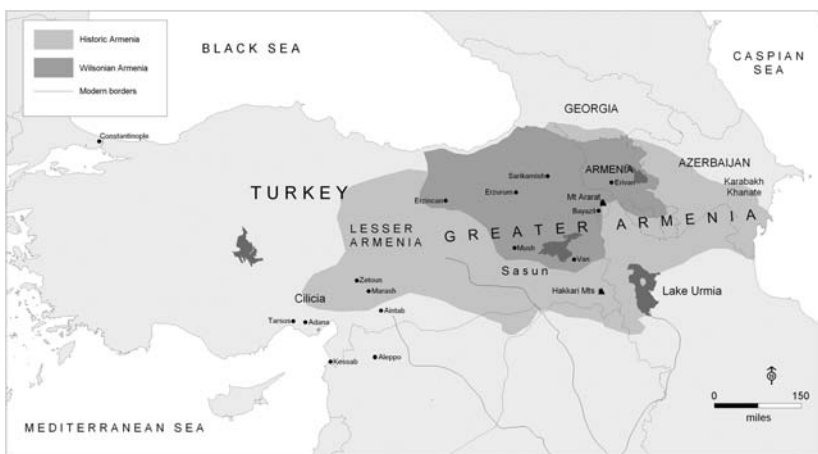 Historic Armenia
Wilsonian Armenia
Modern borders
BLACK SEA
CASPIAN
SEA
GEORGIA
Constantinople
ARMENIA
AZERBAIJAN
Sarikamish
Erivan
Karabakh
Khanate
TURKEY
Erzincan
Erzurum
Mt Ararat
Bayazit
LESSER
ARMENIA
GREATER ARMENIA
Mush
Van
Sasun
Zeitoun
Marash
Hakkari Mts
Lake Urmia
Cilicia
Aintab
Tarsos
Adana
Kessab
Aleppo
N
0 150
miles
MEDITERRANEAN SEA